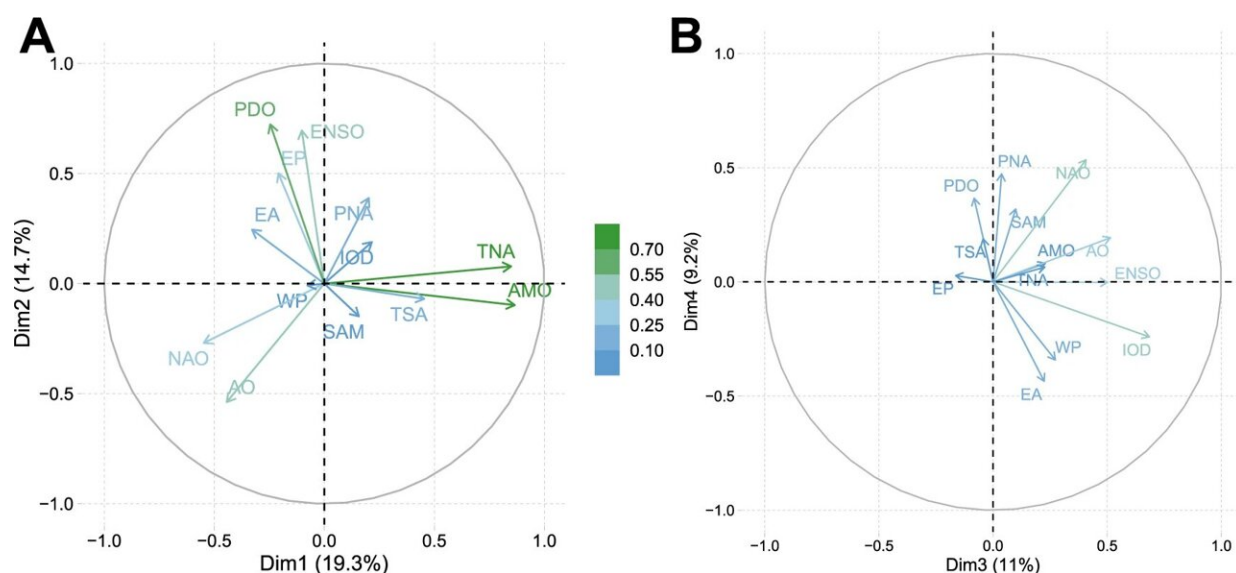 A
B
1.0
0.5
0.0
−0.5
−1.0
Dim2 (14.7%)
PDO
ENSO
EP
EA
PNA
IOD
TNA
AMO
WP
TSA
SAM
NAO
AO
−1.0 −0.5 0.0 0.5 1.0
Dim1 (19.3%)
0.70
0.55
0.40
0.25
0.10
1.0
0.5
0.0
−0.5
−1.0
Dim4 (9.2%)
PNA
NAO
PDO
SAM
TSA
AMO
AO
ENSO
TNA
EP
WP
IOD
EA
−1.0 −0.5 0.0 0.5 1.0
Dim3 (11%)